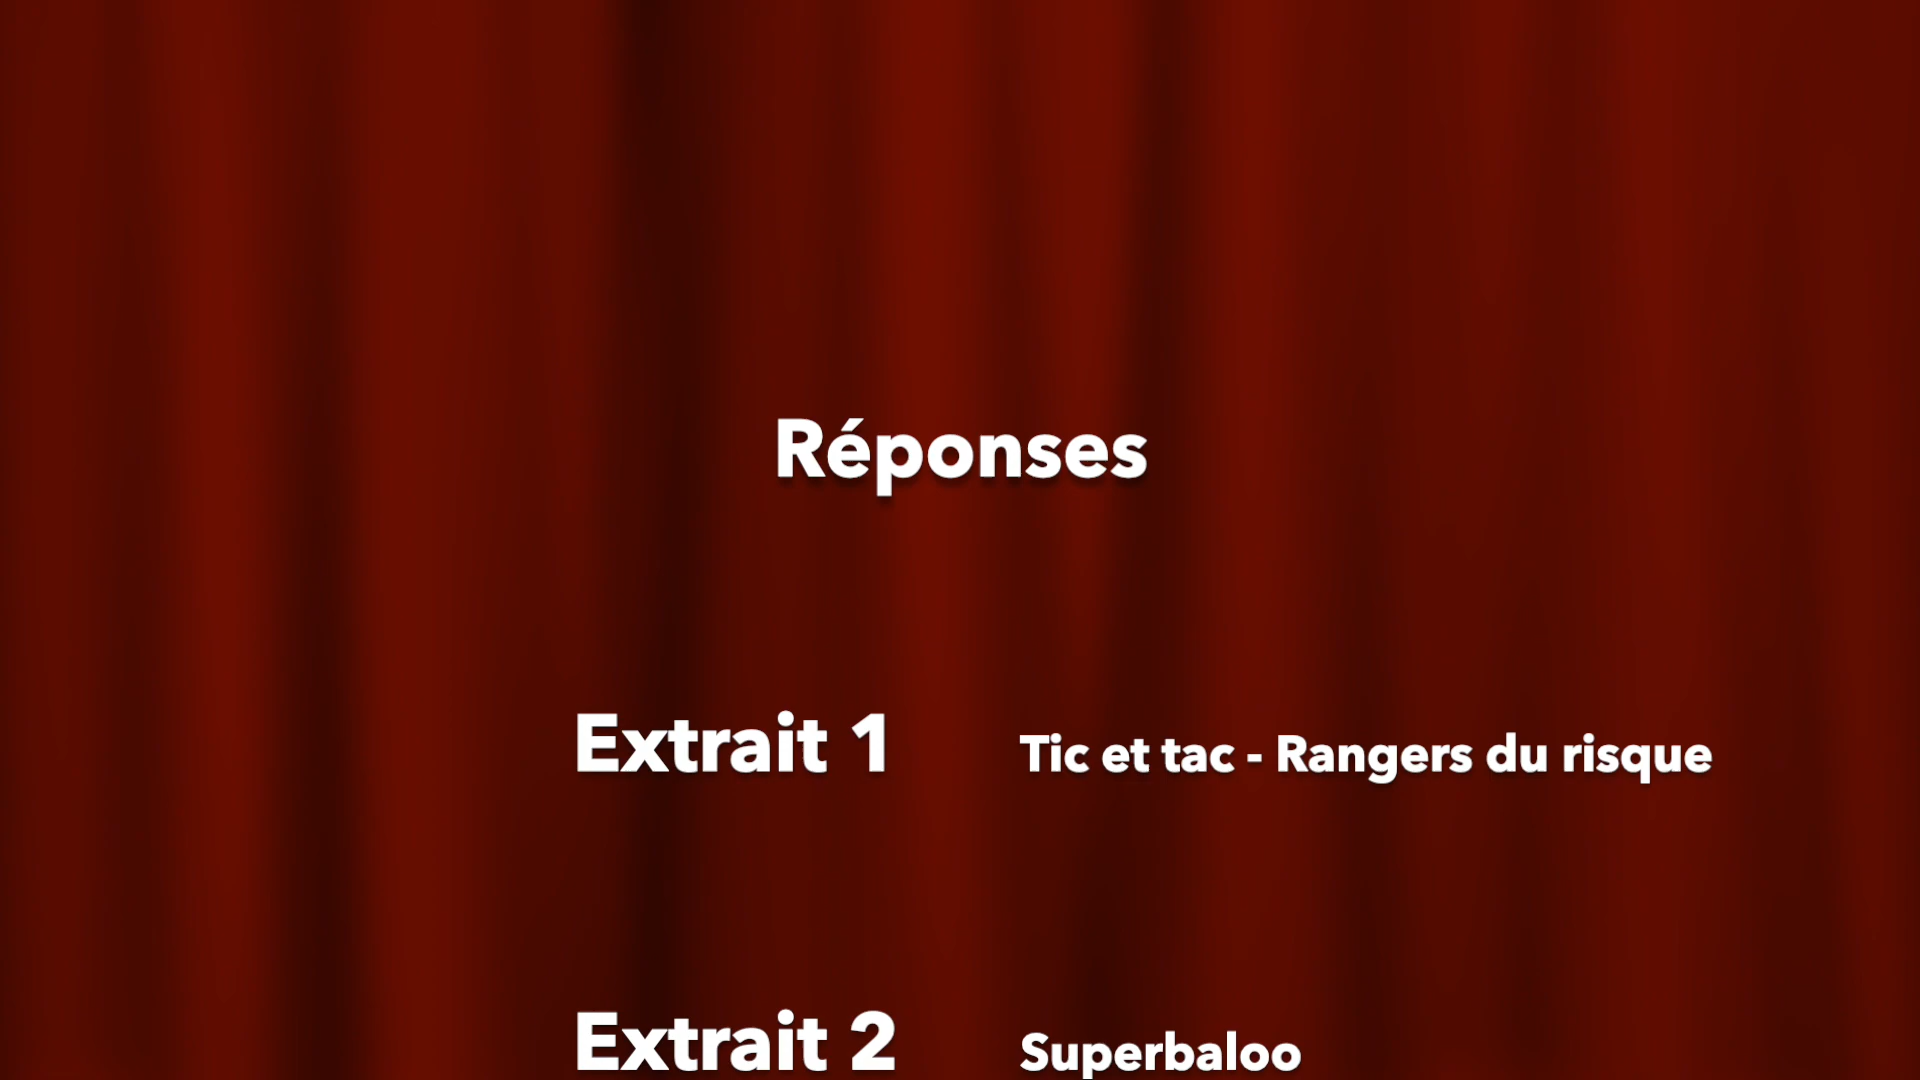 Réponses
Extrait 1 Tic et tac - Rangers du risque
Extrait 2 Superbaloo